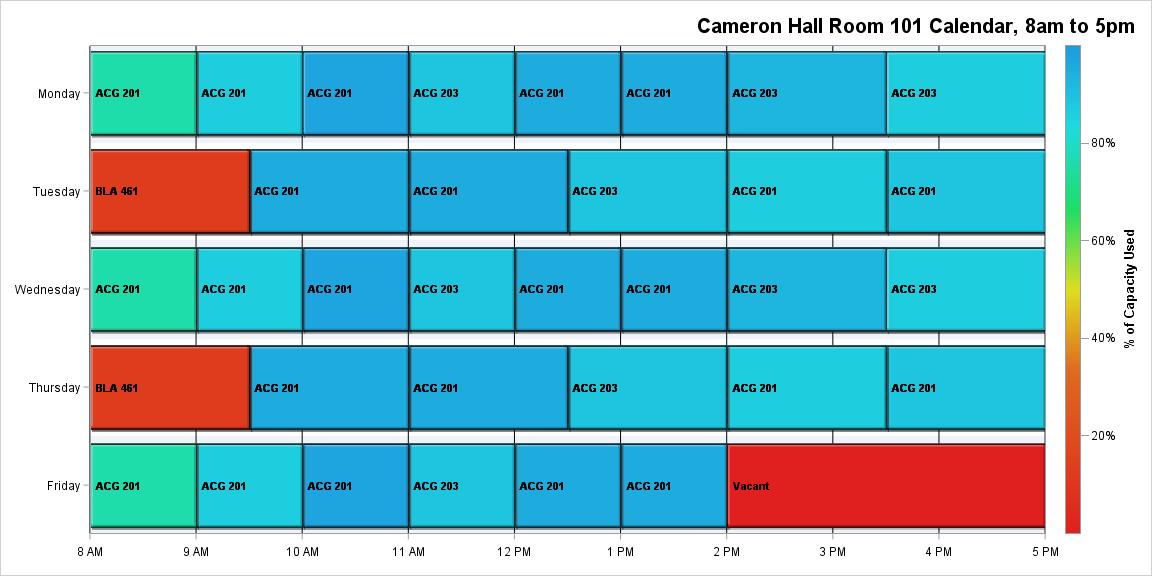 Cameron Hall Room 101 Calendar, 8am to 5pm
Monday
ACG 201
ACG 201
ACG 201
ACG 203
ACG 201
ACG 201
ACG 203
ACG 203
Tuesday
BLA 461
ACG 201
ACG 201
ACG 203
ACG 201
ACG 201
Wednesday
ACG 201
ACG 201
ACG 201
ACG 203
ACG 201
ACG 201
ACG 203
ACG 203
Thursday
BLA 461
ACG 201
ACG 201
ACG 203
ACG 201
ACG 201
Friday
ACG 201
ACG 201
ACG 201
ACG 203
ACG 201
ACG 201
Vacant
8 AM
9 AM
10 AM
11 AM
12 PM
1 PM
2 PM
3 PM
4 PM
5 PM
80%
60%
40%
20%
% of Capacity Used